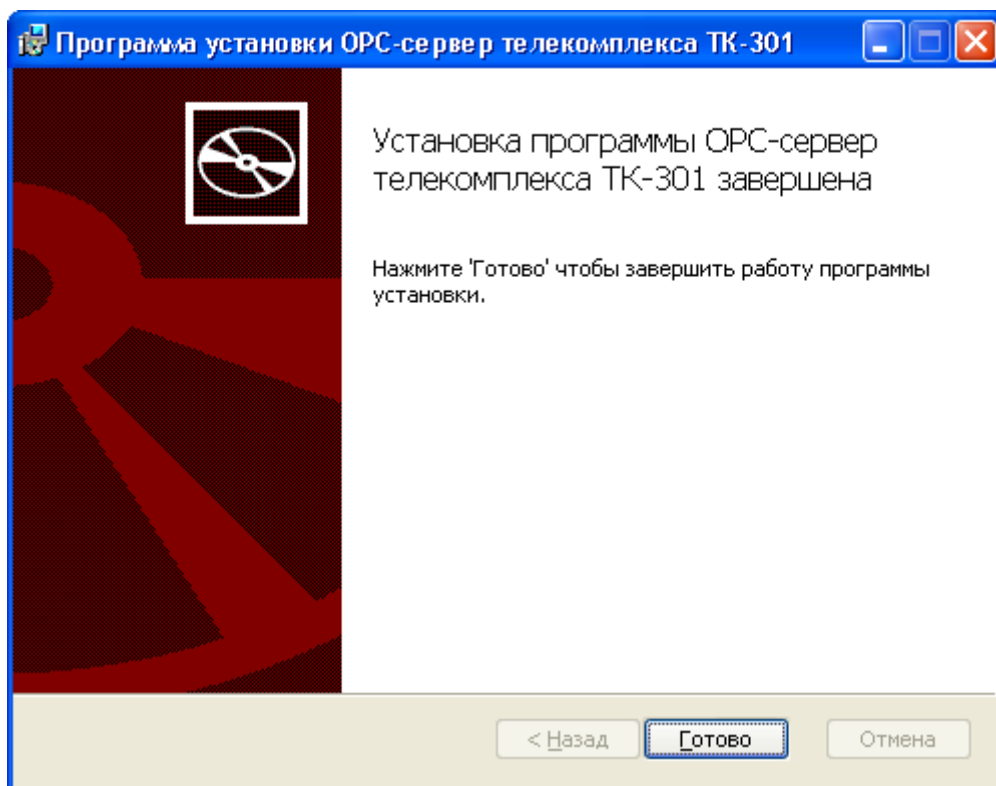 Программа установки OPC-сервер телекомплекса ТК-301
Установка программы OPC-сервер
телекомплекса ТК-301 завершена
Нажмите 'Готово' чтобы завершить работу программы
установки.
< Назад
Готово
Отмена